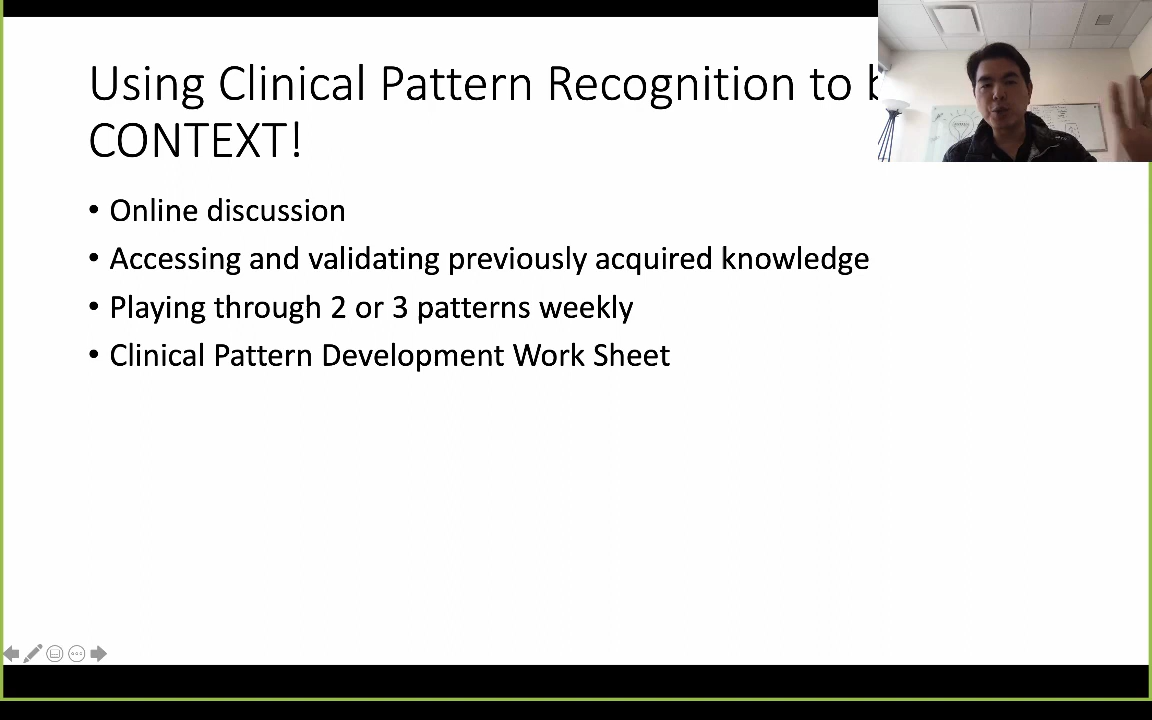 Using Clinical Pattern Recognition to
CONTEXT!
• Online discussion
• Accessing and validating previously acquired knowledge
• Playing through 2 or 3 patterns weekly
• Clinical Pattern Development Work Sheet